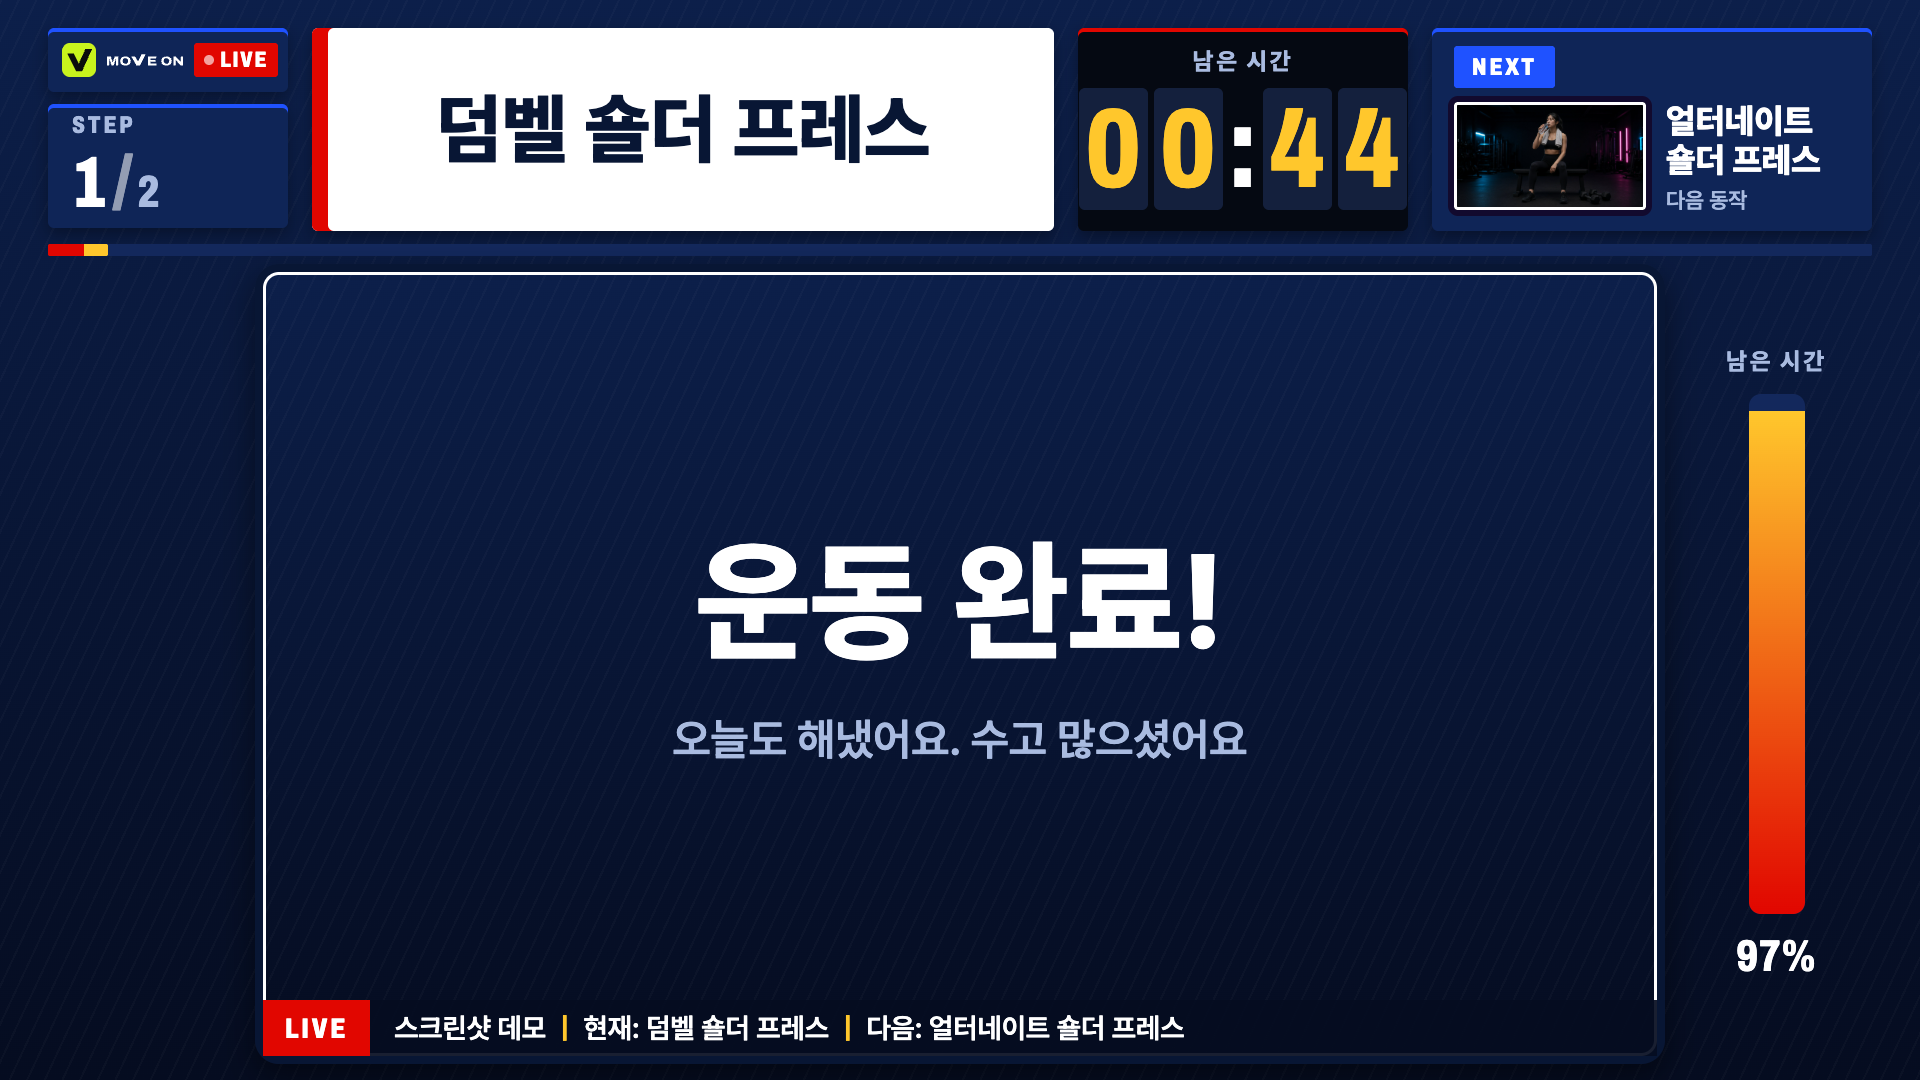 MOVE ON
LIVE
STEP
1/2
덤벨 숄더 프레스
남은 시간
00:44
NEXT
얼터네이트
숄더 프레스
다음 동작
운동 완료!
오늘도 해냈어요. 수고 많으셨어요
남은 시간
97%
LIVE 스크린샷 데모 | 현재: 덤벨 숄더 프레스 | 다음: 얼터네이트 숄더 프레스